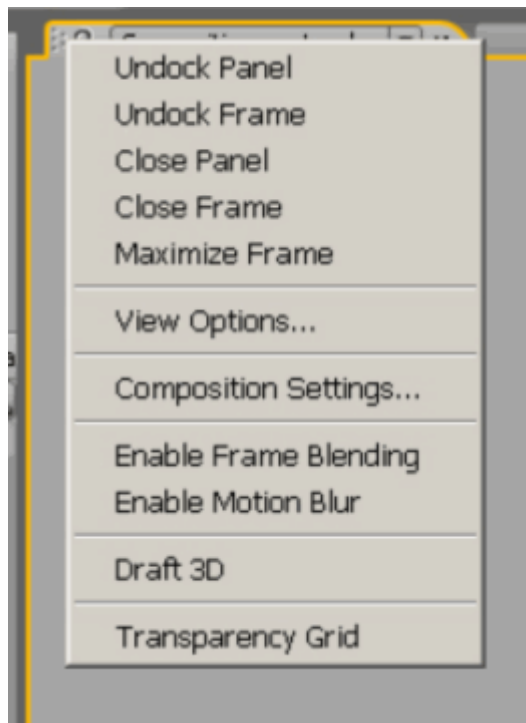 Undock Panel
Undock Frame
Close Panel
Close Frame
Maximize Frame
View Options...
Composition Settings...
Enable Frame Blending
Enable Motion Blur
Draft 3D
Transparency Grid